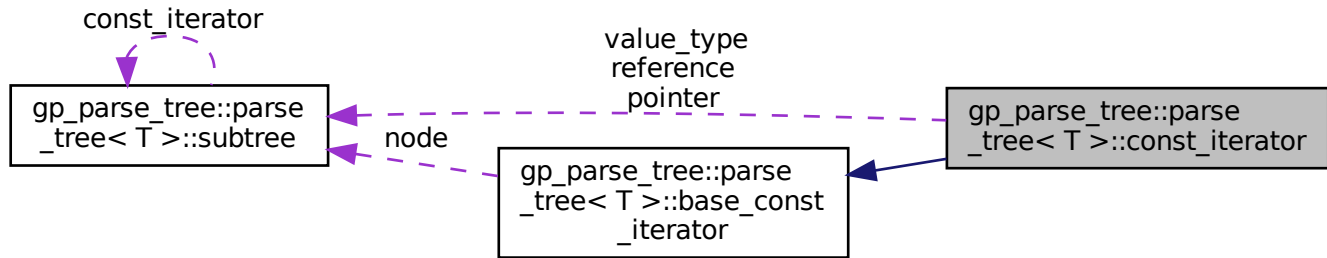 const_iterator
gp_parse_tree::parse
_tree< T >::subtree
value_type
reference
pointer
node
gp_parse_tree::parse
_tree< T >::base_const
_iterator
gp_parse_tree::parse
_tree< T >::const_iterator